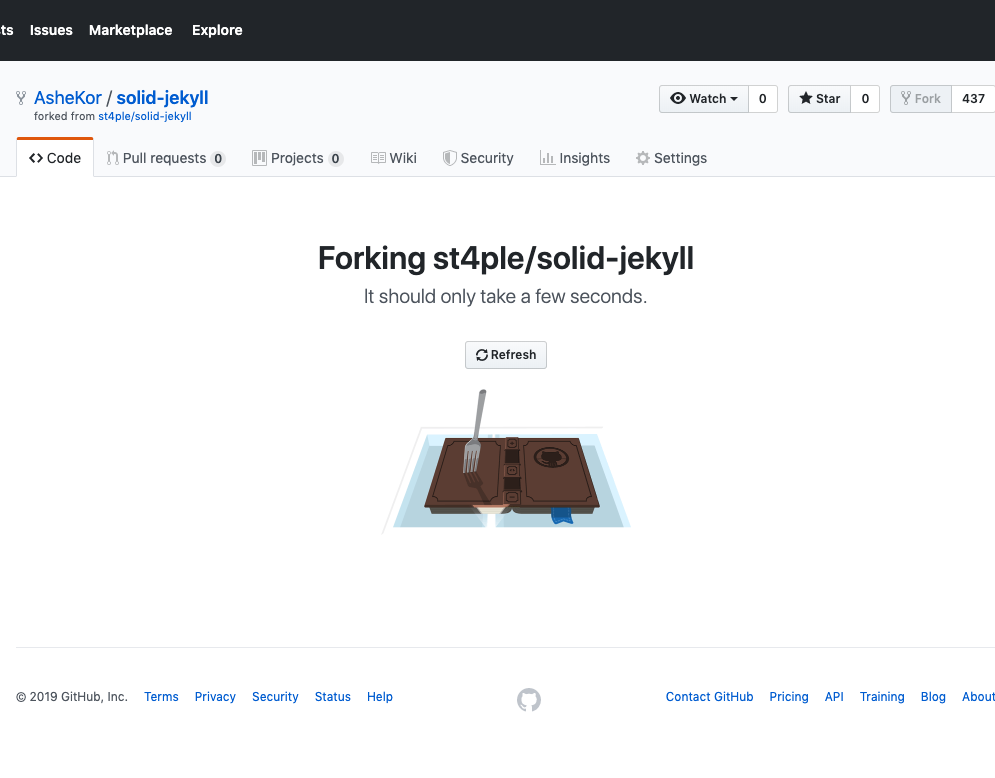 ts Issues Marketplace Explore
AsheKor / solid-jekyll
forked from st4ple/solid-jekyll
Watch 0 Star 0 Fork 437
Code Pull requests 0 Projects 0 Wiki Security Insights Settings
Forking st4ple/solid-jekyll
It should only take a few seconds.
Refresh
© 2019 GitHub, Inc. Terms Privacy Security Status Help Contact GitHub Pricing API Training Blog About